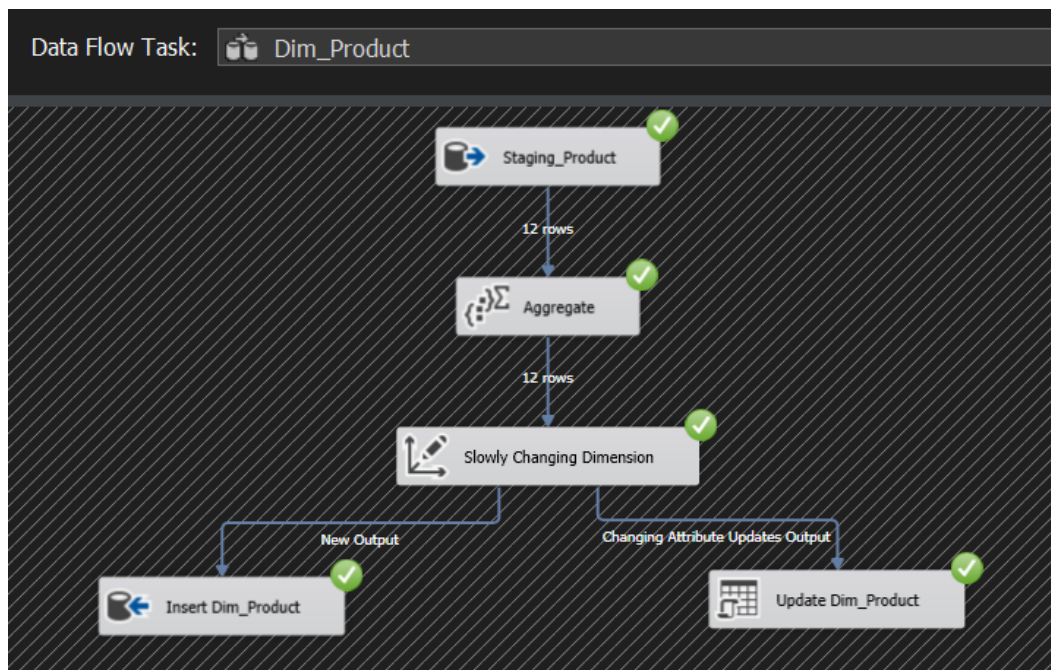 Data Flow Task: Dim_Product
Staging_Product
12 rows
Aggregate
12 rows
Slowly Changing Dimension
New Output
Changing Attribute Updates Output
Insert Dim_Product
Update Dim_Product